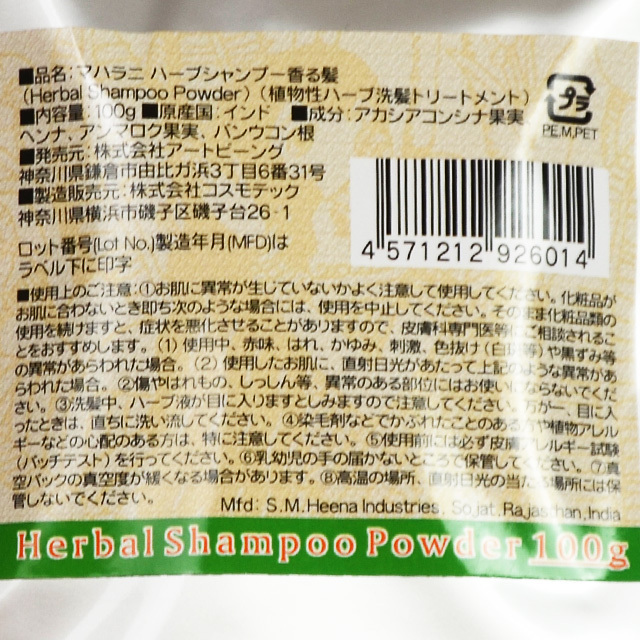 ■品名：マハラニ ハーブシャンプー香る髪
（Herbal Shampoo Powder）（植物性ハーブ洗髪トリートメント）
■内容量：100g ■原産国：インド ■成分：アカシアコンシナ果実
ヘンナ、アンマロク果実、バンウコン根
■発売元：株式会社アートビーング
神奈川県鎌倉市由比ガ浜3丁目6番31号
■製造販売元：株式会社コスモテック
神奈川県横浜市磯子区磯子台26-1
ロット番号(Lot No.)製造年月(MFD)は
ラベル下に印字
プラ
PE.M,PET
4 571212 926014
■使用上のご注意：①お肌に異常が生じていないかよく注意して使用してください。化粧品が
お肌に合わないとき即ち次のような場合には、使用を中止してください。そのまま化粧品類の
使用を続けますと、症状を悪化させることがありますので、皮膚科専門医等にご相談されるこ
とをおすすめします。（1）使用中、赤味、はれ、かゆみ、刺激、色抜け（白斑等）や黒ずみ等
の異常があらわれた場合。（2）使用したお肌に、直射日光があたって上記のような異常があ
らわれた場合。②傷やはれもの、しっしん等、異常のある部位にはお使いにならないでくだ
さい。③洗髪中、ハーブ液が目に入りますとしみますので注意してください。万が一、目に入
ったときは、直ちに洗い流してください。④染毛剤などでかぶれたことのある方や植物アレル
ギーなどの心配のある方は、特に注意してください。⑤使用前には必ず皮膚アレルギー試験
（パッチテスト）を行ってください。⑥乳幼児の手の届かないところで保管してください。⑦真
空パックの真空度が緩くなる場合があります。⑧高温の場所、直射日光の当たる場所には保
管しないでください。
Mfd: S.M.Heena Industries, Sojat, Rajasthan, India
Herbal Shampoo Powder 100g